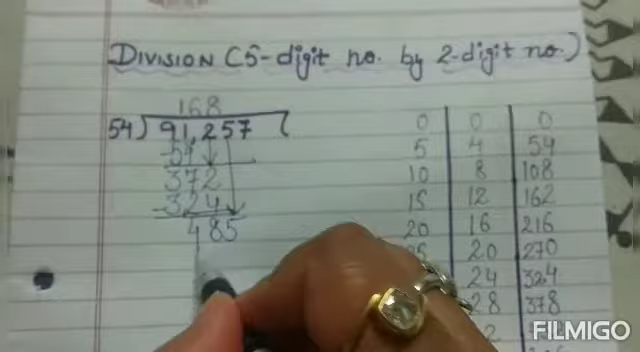 DIVISION (5-digit no. by 2-digit no.)
168
54) 91,257 (
54
372
324
485
0 0 0
5 4 54
10 8 108
15 12 162
20 16 216
20 270
24 324
28 378
FILMIGO